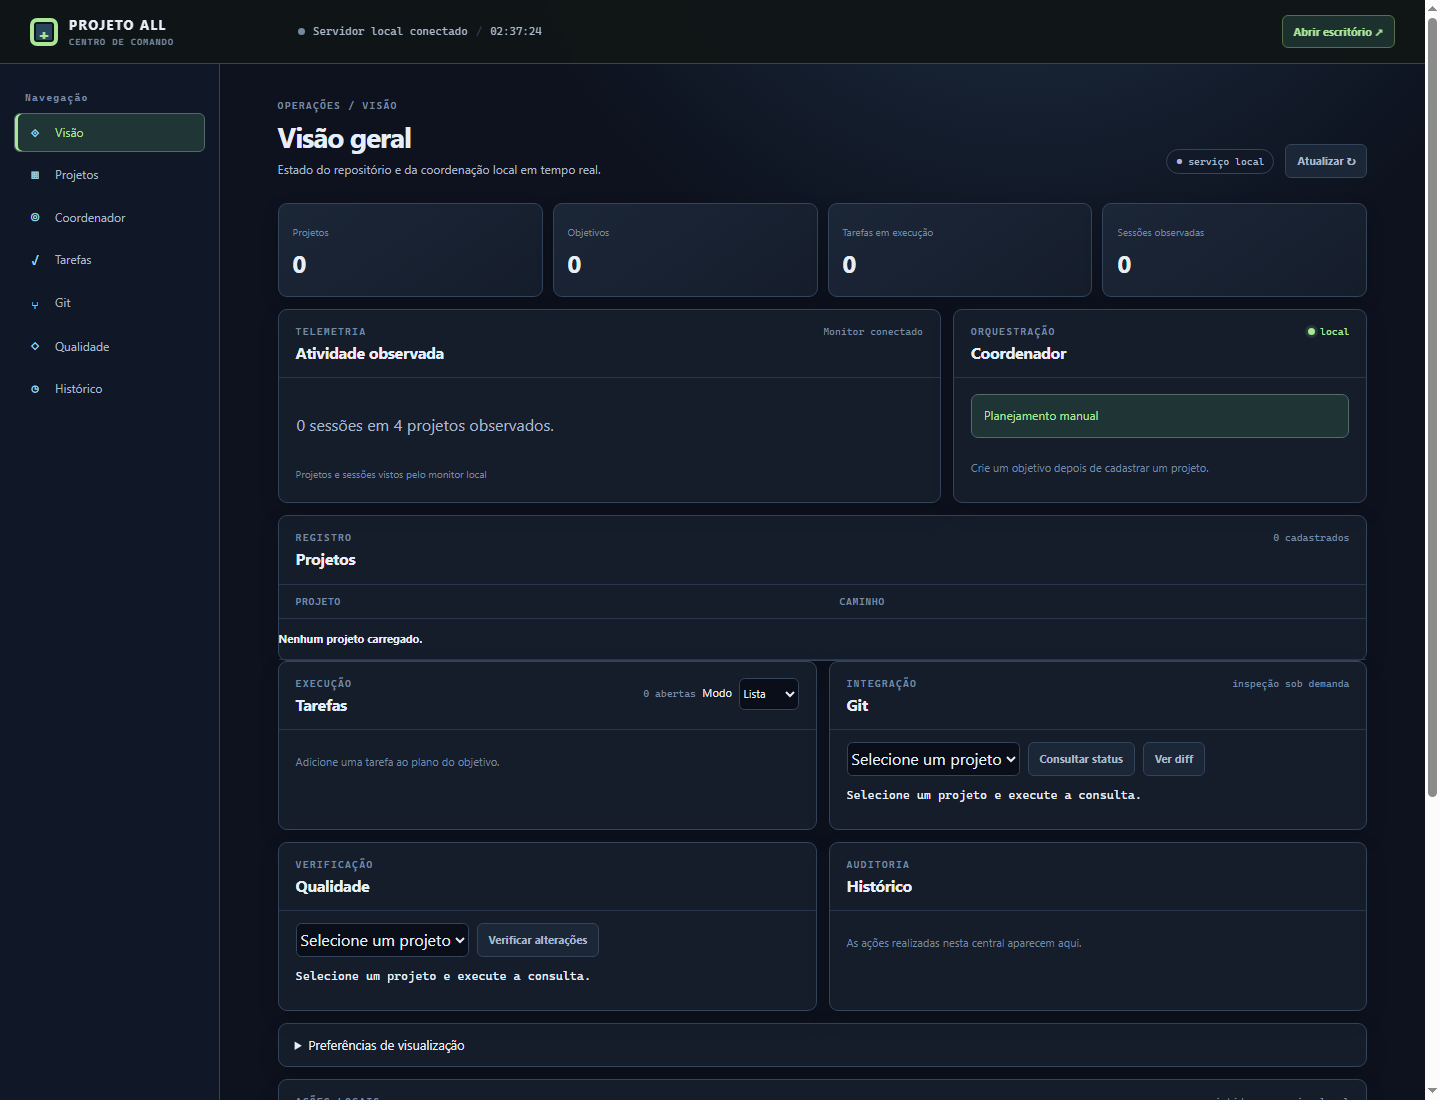 PROJETO ALL
CENTRO DE COMANDO
Servidor local conectado / 02:37:24
Abrir escritório ↗
Navegação
Visão
Projetos
Coordenador
Tarefas
Git
Qualidade
Histórico
OPERAÇÕES / VISÃO
Visão geral
Estado do repositório e da coordenação local em tempo real.
serviço local
Atualizar ↻
Projetos
0
Objetivos
0
Tarefas em execução
0
Sessões observadas
0
TELEMETRIA
Monitor conectado
Atividade observada
0 sessões em 4 projetos observados.
Projetos e sessões vistos pelo monitor local
ORQUESTRAÇÃO
local
Coordenador
Planejamento manual
Crie um objetivo depois de cadastrar um projeto.
REGISTRO
0 cadastrados
Projetos
PROJETO
CAMINHO
Nenhum projeto carregado.
EXECUÇÃO
Tarefas
0 abertas Modo Lista
Adicione uma tarefa ao plano do objetivo.
INTEGRAÇÃO
inspeção sob demanda
Git
Selecione um projeto
Consultar status
Ver diff
Selecione um projeto e execute a consulta.
VERIFICAÇÃO
Qualidade
Selecione um projeto
Verificar alterações
Selecione um projeto e execute a consulta.
AUDITORIA
Histórico
As ações realizadas nesta central aparecem aqui.
Preferências de visualização
AÇÕES LOCAIS